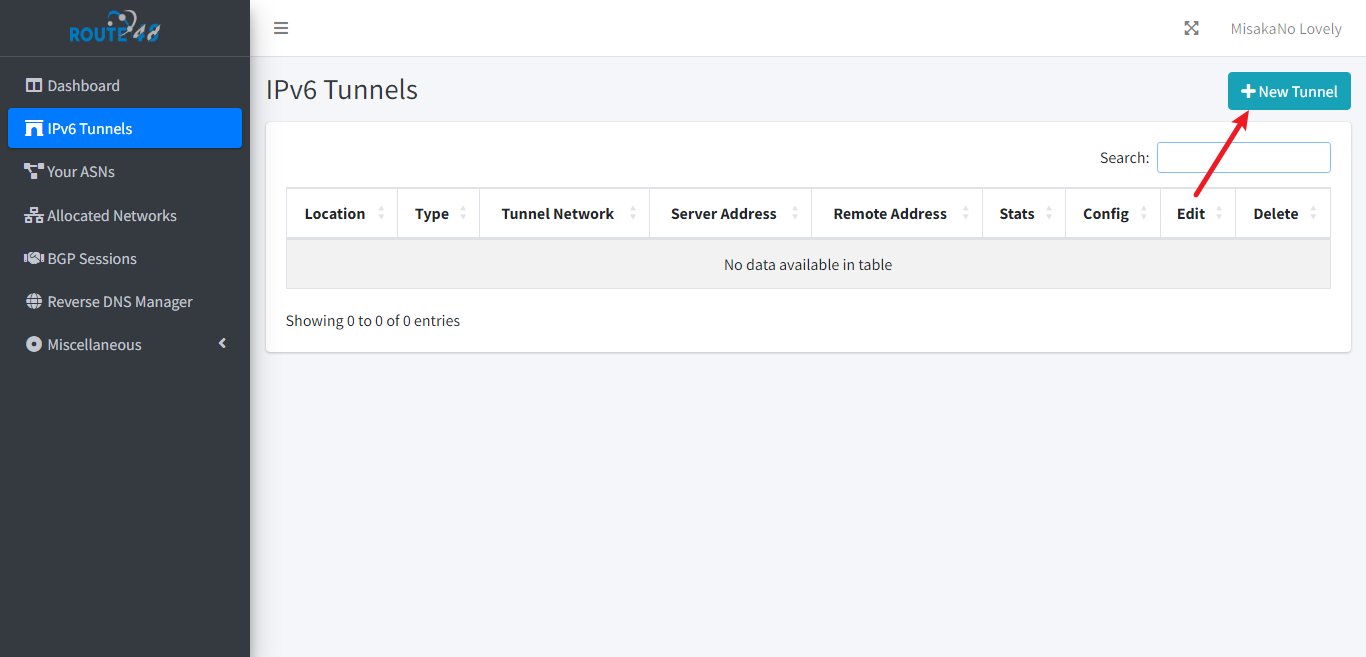 ROUTE48
MisakaNo Lovely
Dashboard
IPv6 Tunnels
Your ASNs
Allocated Networks
BGP Sessions
Reverse DNS Manager
Miscellaneous
IPv6 Tunnels
New Tunnel
Search:
Location Type Tunnel Network Server Address Remote Address Stats Config Edit Delete
No data available in table
Showing 0 to 0 of 0 entries